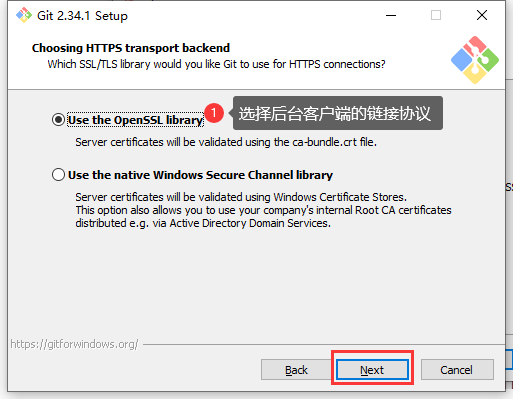 Git 2.34.1 Setup
Choosing HTTPS transport backend
Which SSL/TLS library would you like Git to use for HTTPS connections?
Use the OpenSSL library
1 选择后台客户端的链接协议
Server certificates will be validated using the ca-bundle.crt file.
Use the native Windows Secure Channel library
Server certificates will be validated using Windows Certificate Stores.
This option also allows you to use your company's internal Root CA certificates
distributed e.g. via Active Directory Domain Services.
https://gitforwindows.org/
Back Next Cancel